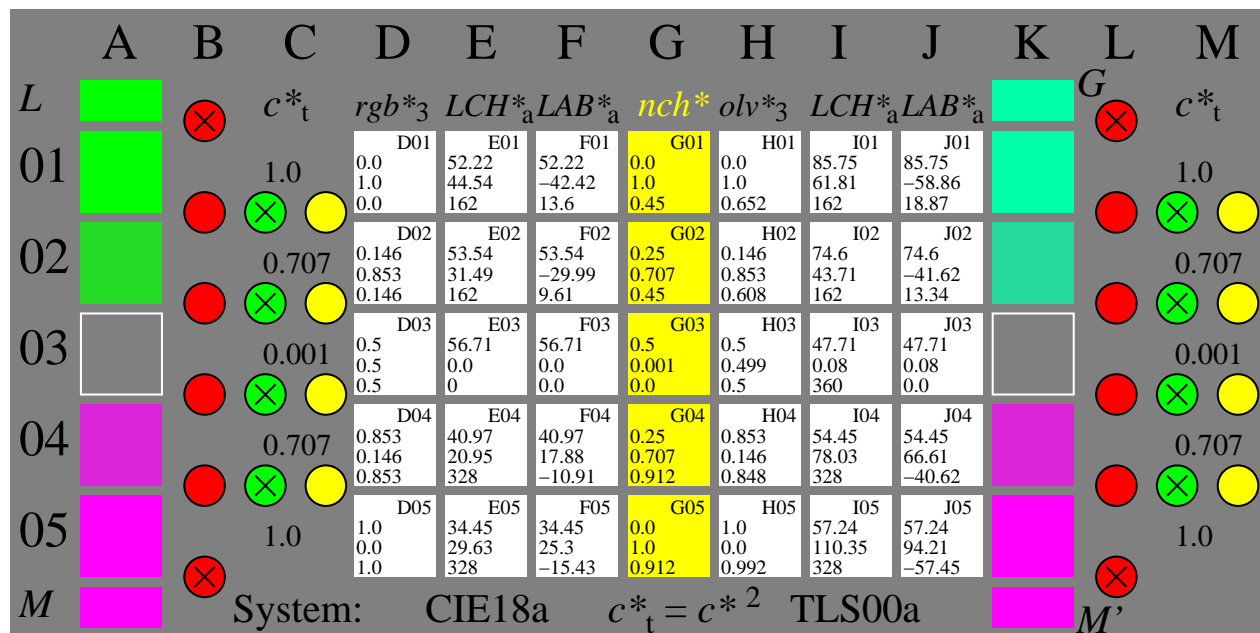 A B C D E F G H I J K L M
L c*t rgb*3 LCH*a LAB*a nch* olv*3 LCH*a LAB*a G c*t
01 1.0 D01 E01 F01 G01 H01 I01 J01 1.0
0.0 52.22 52.22 0.0 0.0 85.75 85.75
1.0 44.54 −42.42 1.0 1.0 61.81 −58.86
0.0 162 13.6 0.45 0.652 162 18.87
02 0.707 D02 E02 F02 G02 H02 I02 J02 0.707
0.146 53.54 53.54 0.25 0.146 74.6 74.6
0.853 31.49 −29.99 0.707 0.853 43.71 −41.62
0.146 162 9.61 0.45 0.608 162 13.34
03 0.001 D03 E03 F03 G03 H03 I03 J03 0.001
0.5 56.71 56.71 0.5 0.5 47.71 47.71
0.5 0.0 0.0 0.001 0.499 0.08 0.08
0.5 0 0.0 0.0 0.5 360 0.0
04 0.707 D04 E04 F04 G04 H04 I04 J04 0.707
0.853 40.97 40.97 0.25 0.853 54.45 54.45
0.146 20.95 17.88 0.707 0.146 78.03 66.61
0.853 328 −10.91 0.912 0.848 328 −40.62
05 1.0 D05 E05 F05 G05 H05 I05 J05 1.0
1.0 34.45 34.45 0.0 1.0 57.24 57.24
0.0 29.63 25.3 1.0 0.0 110.35 94.21
1.0 328 −15.43 0.912 0.992 328 −57.45
M System: CIE18a c*t = c* 2 TLS00a M’